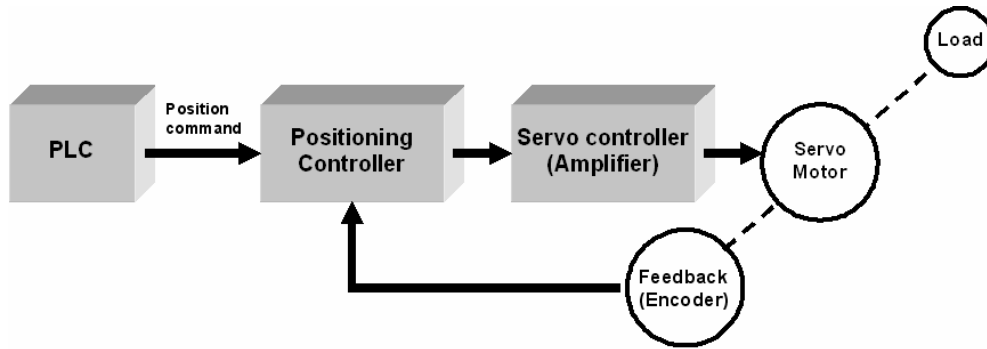 Load
Position
command
PLC
Positioning
Controller
Servo controller
(Amplifier)
Servo
Motor
Feedback
(Encoder)